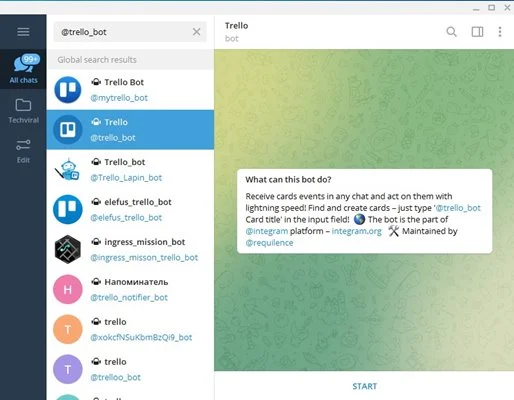 99+
All chats
Techviral
Edit
@trello_bot
Global search results
Trello Bot
@mytrello_bot
Trello
@trello_bot
Trello_bot
@Trello_Lapin_bot
elefus_trello_bot
@elefus_trello_bot
ingress_mission_bot
@ingress_misson_trello_bot
Н
Напоминатель
@trello_notifier_bot
T
trello
@xokcfNSuKbmBzQi9_bot
T
trello
@trelloo_bot
Trello
bot
What can this bot do?
Receive cards events in any chat and act on them with
lightning speed! Find and create cards – just type '@trello_bot
Card title' in the input field! 🌎 The bot is the part of
@integram platform – integram.org 🛠 Maintained by
@requilence
START